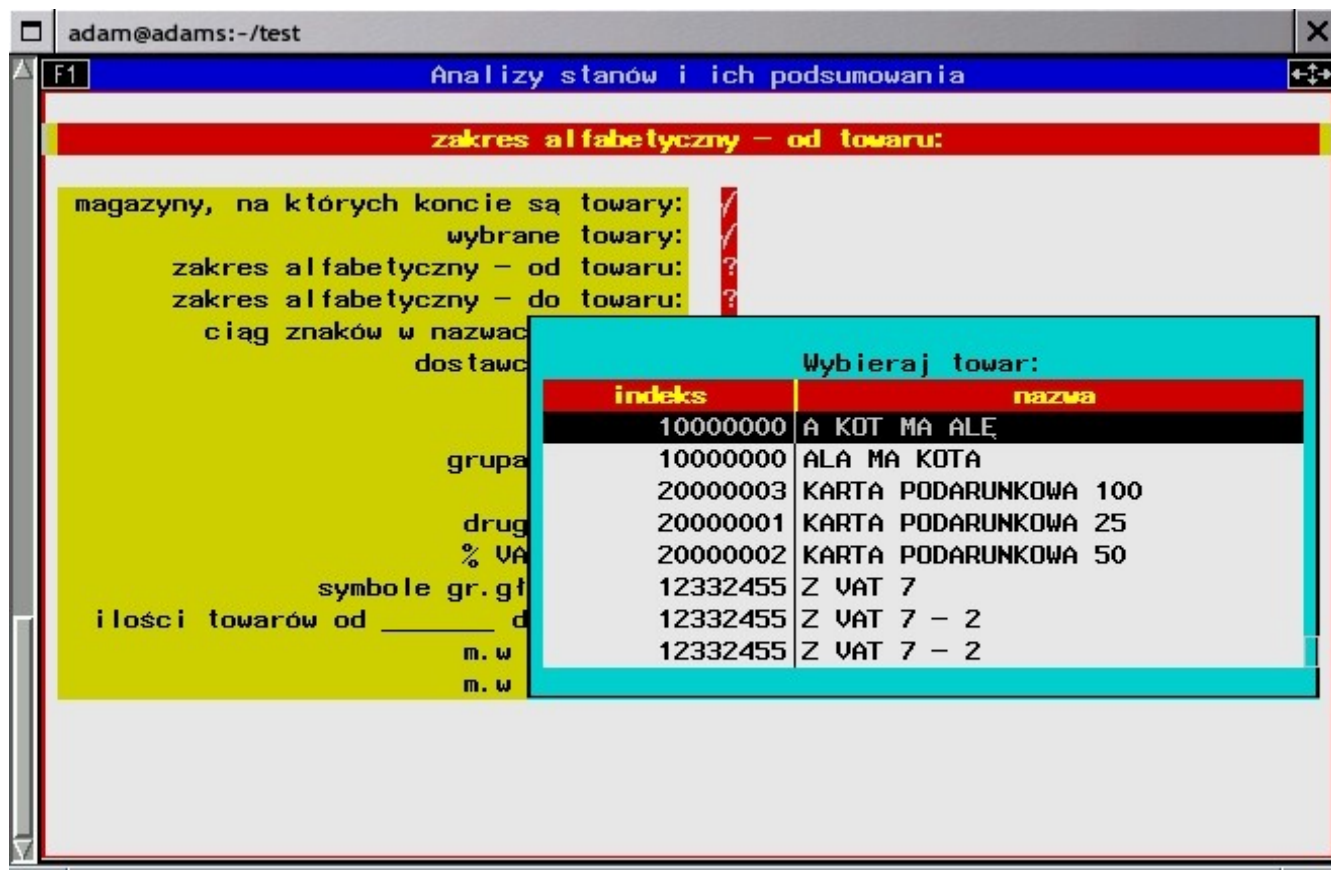 adam@adams:~/test
F1 Analizy stanów i ich podsumowania
zakres alfabetyczny – od towaru:
magazyny, na których koncie są towary: /
wybrane towary: /
zakres alfabetyczny – od towaru: ?
zakres alfabetyczny – do towaru: ?
ciąg znaków w nazwac
dostawc
grupa
drug
% VA
symbole gr.gł
ilości towarów od _______ d
m.w
m.w
Wybieraj towar:
indeks nazwa
10000000 A KOT MA ALĘ
10000000 ALA MA KOTA
20000003 KARTA PODARUNKOWA 100
20000001 KARTA PODARUNKOWA 25
20000002 KARTA PODARUNKOWA 50
12332455 Z VAT 7
12332455 Z VAT 7 – 2
12332455 Z VAT 7 – 2